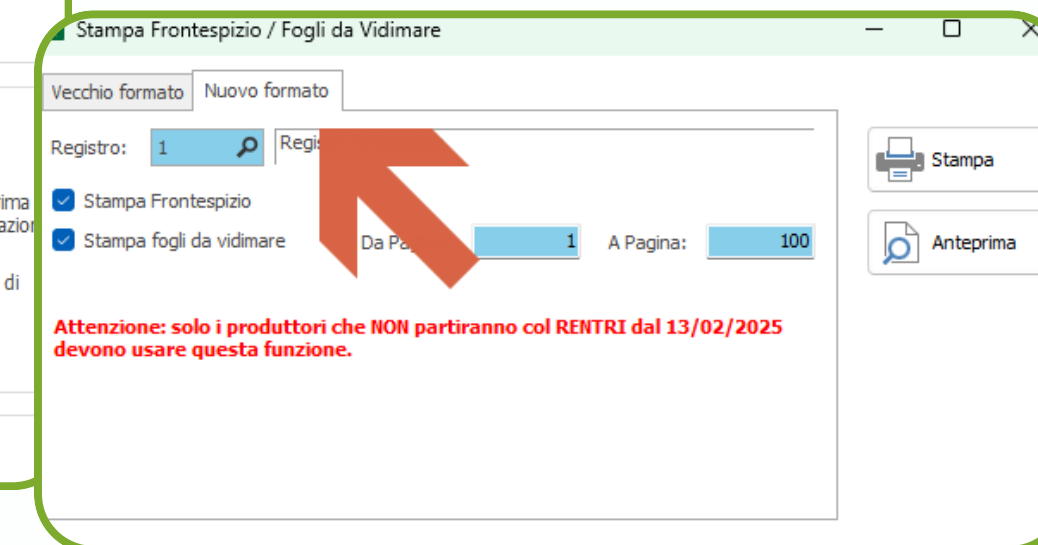 Stampa Frontespizio / Fogli da Vidimare
Vecchio formato
Nuovo formato
Registro:
1
Stampa
Stampa Frontespizio
Stampa fogli da vidimare
1
A Pagina:
100
Anteprima
di
Attenzione: solo i produttori che NON partiranno col RENTRI dal 13/02/2025
devono usare questa funzione.